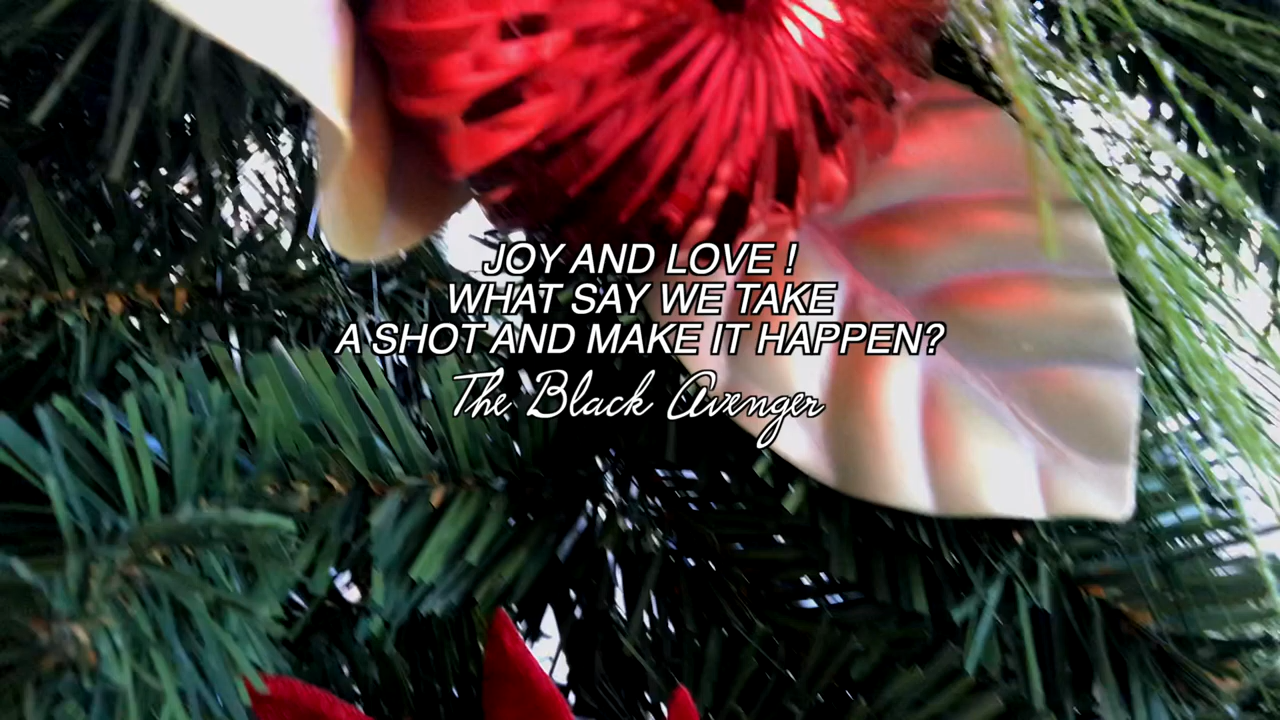 JOY AND LOVE !
WHAT SAY WE TAKE
A SHOT AND MAKE IT HAPPEN?
The Black Avenger